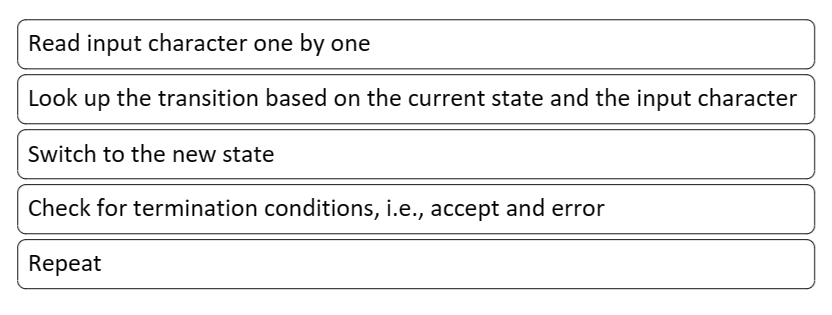 Read input character one by one
Look up the transition based on the current state and the input character
Switch to the new state
Check for termination conditions, i.e., accept and error
Repeat